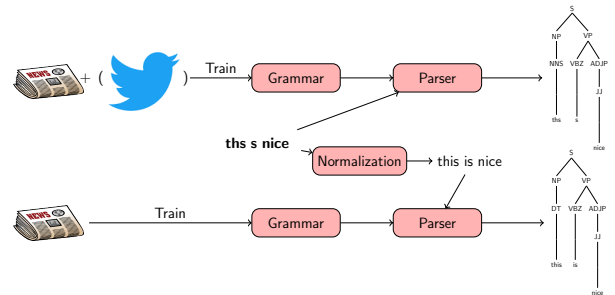 S
NP VP
NEWS + ( ) Train Grammar Parser NNS VBZ ADJP
JJ
ths s
ths s nice
nice
Normalization this is nice
S
NP VP
NEWS Train Grammar Parser DT VBZ ADJP
JJ
this is
nice